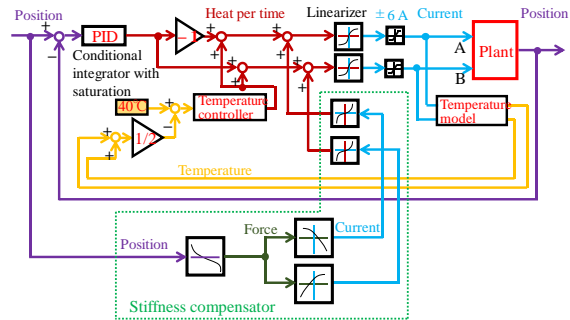 Position
PID
Conditional
integrator with
saturation
−1
Heat per time
Linearizer
±6 A
Current
Position
A
B
Plant
40℃
Temperature
controller
Temperature
model
1/2
Temperature
Position
Force
Current
Stiffness compensator